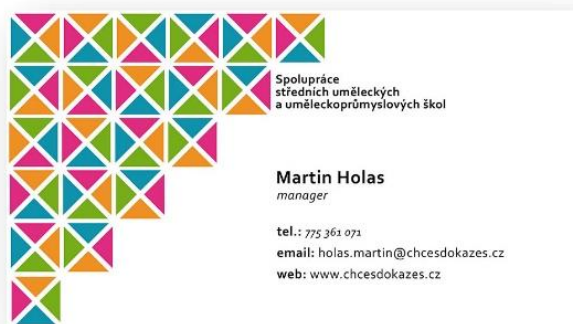 Spolupráce
středních uměleckých
a uměleckoprůmyslových škol
Martin Holas
manager
tel.: 775 361 071
email: holas.martin@chcesdokazes.cz
web: www.chcesdokazes.cz